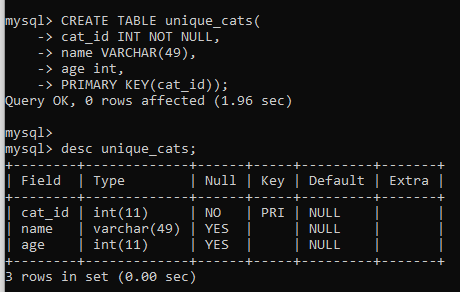 mysql> CREATE TABLE unique_cats(
    -> cat_id INT NOT NULL,
    -> name VARCHAR(49),
    -> age int,
    -> PRIMARY KEY(cat_id));
Query OK, 0 rows affected (1.96 sec)

mysql>
mysql> desc unique_cats;
+--------+-------------+------+-----+---------+-------+
| Field  | Type        | Null | Key | Default | Extra |
+--------+-------------+------+-----+---------+-------+
| cat_id | int(11)     | NO   | PRI | NULL    |       |
| name   | varchar(49) | YES  |     | NULL    |       |
| age    | int(11)     | YES  |     | NULL    |       |
+--------+-------------+------+-----+---------+-------+
3 rows in set (0.00 sec)